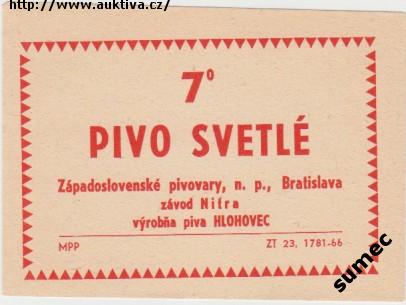 http://www.auktiva.cz/
7°
PIVO SVETLÉ
Západoslovenské pivovary, n. p., Bratislava
závod Nitra
výrobňa piva HLOHOVEC
MPP ZT 23, 1781-66
sumec